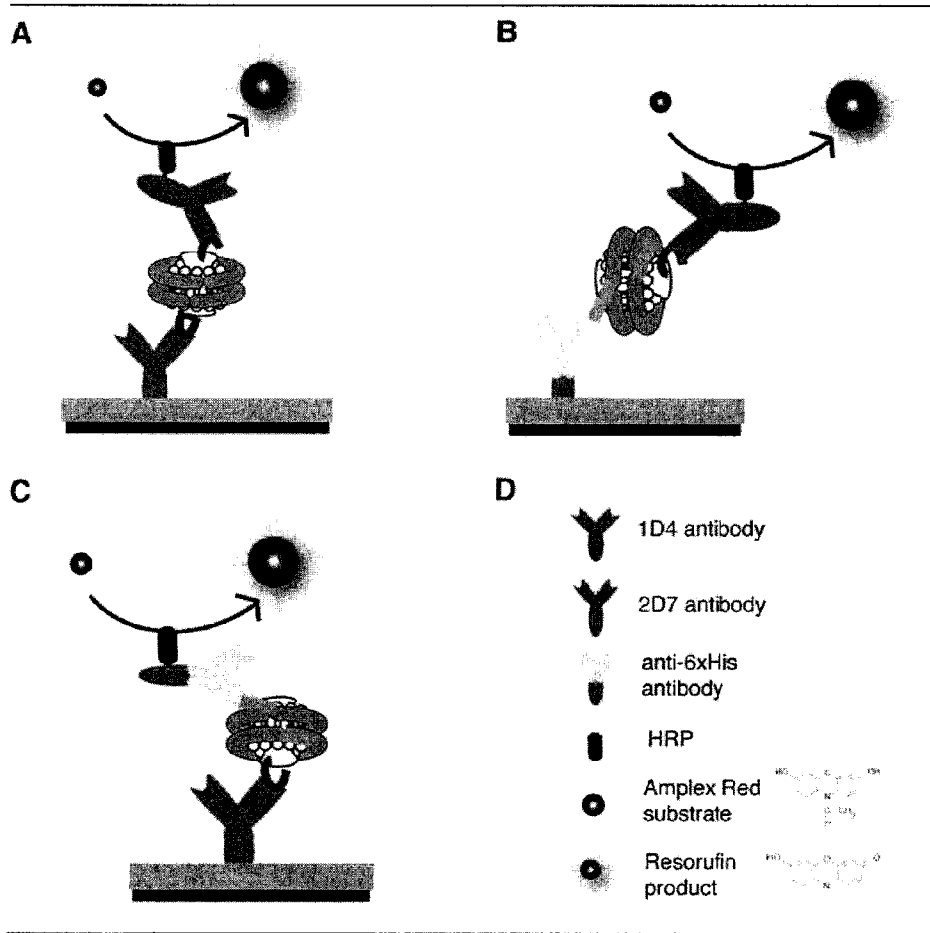 A
B
C
D
1D4 antibody
2D7 antibody
anti-6xHis
antibody
HRP
Amplex Red
substrate
Resorufin
product